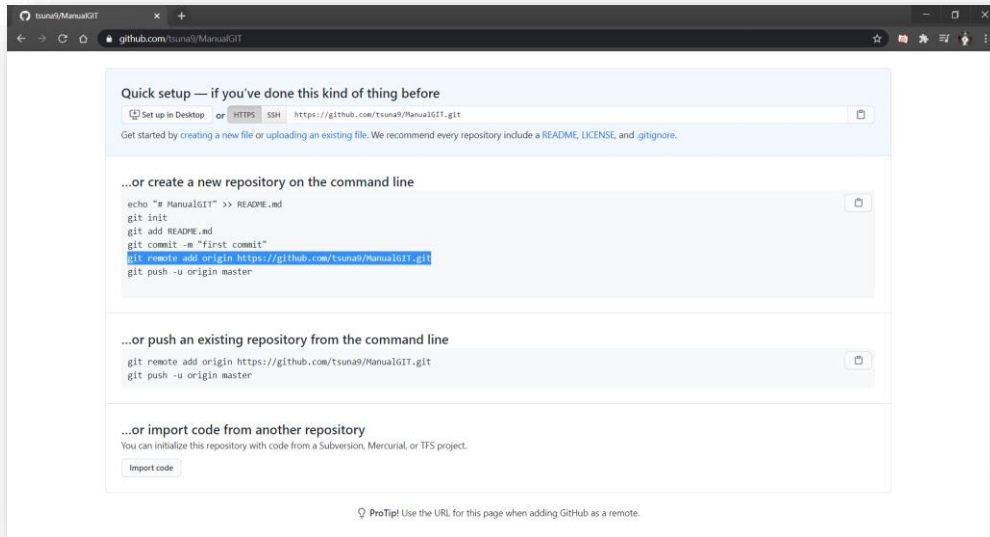 tsuna9/ManualGIT
github.com/tsuna9/ManualGIT
Quick setup — if you've done this kind of thing before
Set up in Desktop or HTTPS SSH https://github.com/tsuna9/ManualGIT.git
Get started by creating a new file or uploading an existing file. We recommend every repository include a README, LICENSE, and .gitignore.
...or create a new repository on the command line
echo "# ManualGIT" >> README.md
git init
git add README.md
git commit -m "first commit"
git remote add origin https://github.com/tsuna9/ManualGIT.git
git push -u origin master
...or push an existing repository from the command line
git remote add origin https://github.com/tsuna9/ManualGIT.git
git push -u origin master
...or import code from another repository
You can initialize this repository with code from a Subversion, Mercurial, or TFS project.
Import code
ProTip! Use the URL for this page when adding GitHub as a remote.